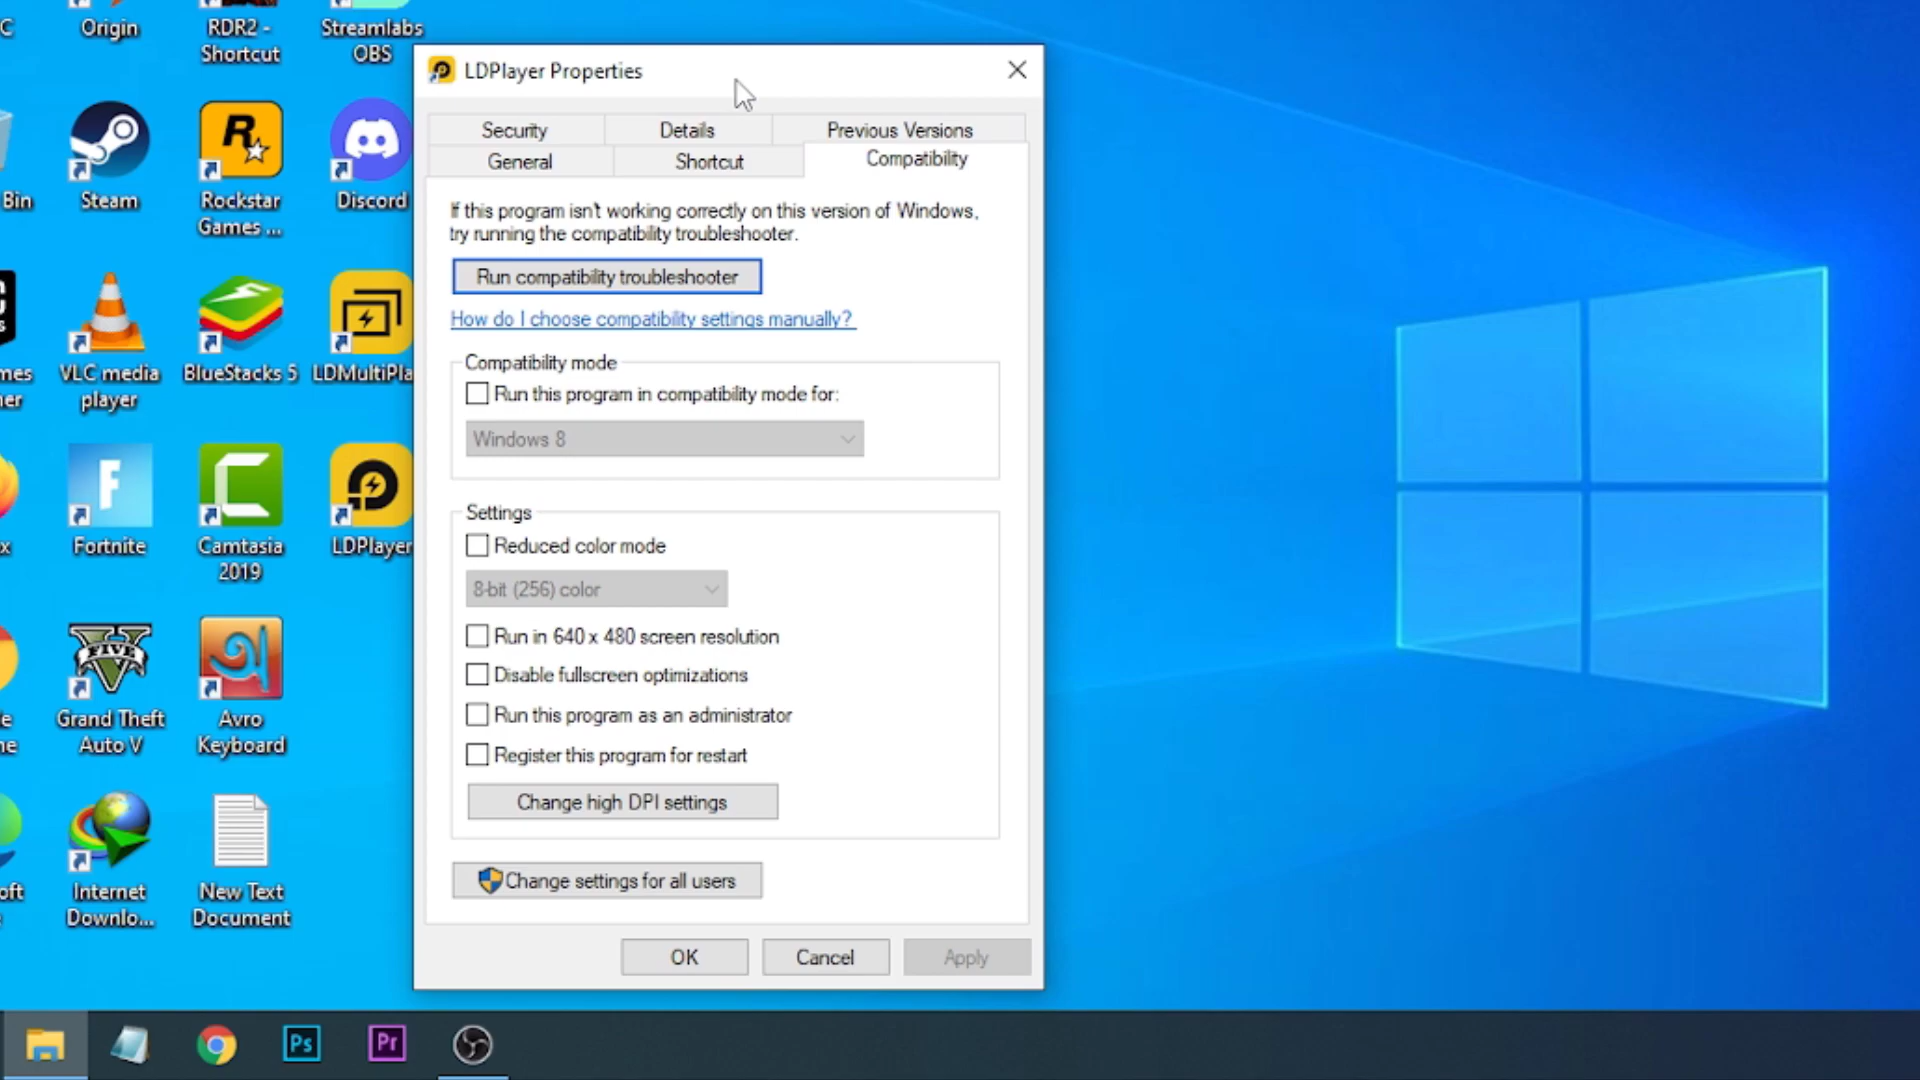 C
Origin
RDR2 -
Shortcut
Streamlabs
OBS
LDPlayer Properties
Security
Details
Previous Versions
General
Shortcut
Compatibility
If this program isn't working correctly on this version of Windows,
try running the compatibility troubleshooter.
Run compatibility troubleshooter
How do I choose compatibility settings manually?
Compatibility mode
Run this program in compatibility mode for:
Windows 8
Settings
Reduced color mode
8-bit (256) color
Run in 640 x 480 screen resolution
Disable fullscreen optimizations
Run this program as an administrator
Register this program for restart
Change high DPI settings
Change settings for all users
OK
Cancel
Apply
Bin
Steam
Rockstar
Games ...
Discord
mes
er
VLC media
player
BlueStacks 5
LDMultiPla
x
Fortnite
Camtasia
2019
LDPlayer
e
ne
FIVE
Grand Theft
Auto V
Avro
Keyboard
oft
Internet
Downlo...
New Text
Document
Ps
Pr